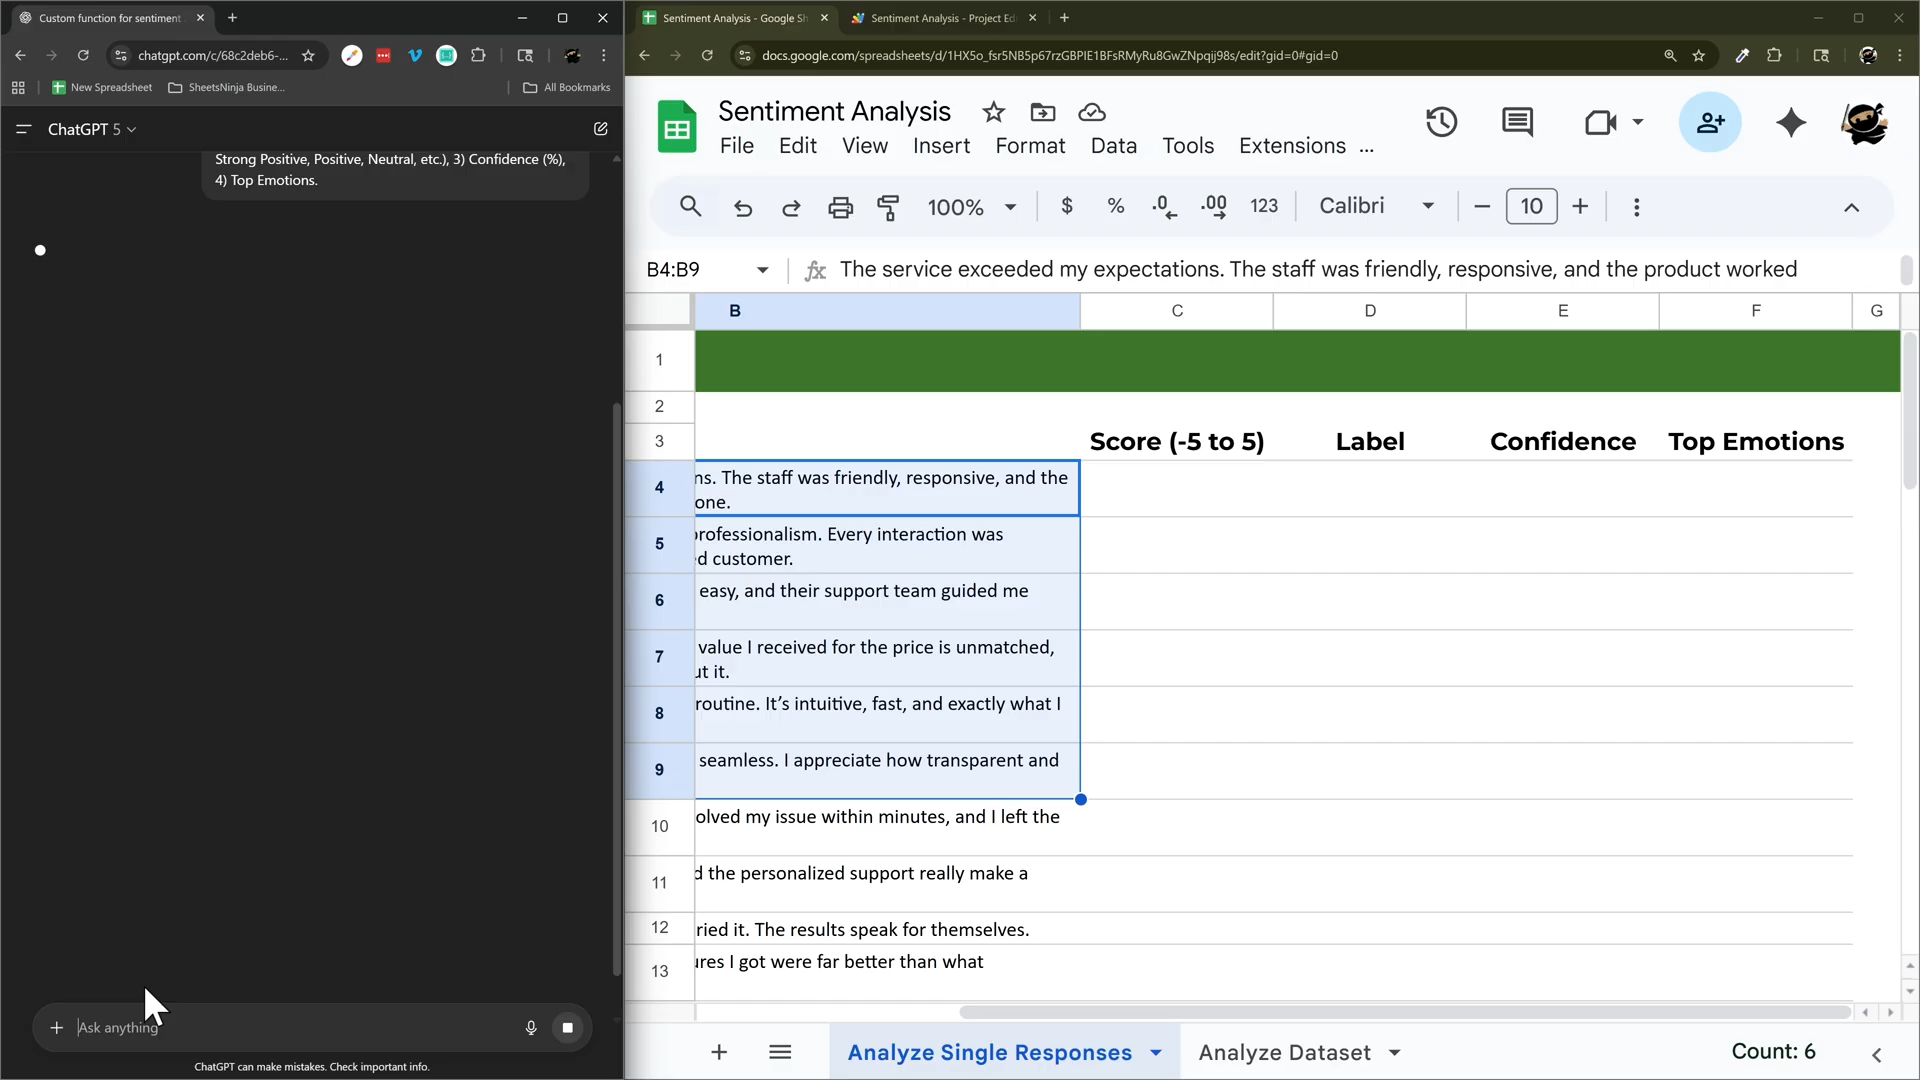 Custom function for sentiment
chatgpt.com/c/68c2deb6-...
New Spreadsheet
SheetsNinja Busine...
All Bookmarks
ChatGPT 5
Strong Positive, Positive, Neutral, etc.), 3) Confidence (%),
4) Top Emotions.
Ask anything
ChatGPT can make mistakes. Check important info.
Sentiment Analysis - Google Sh
Sentiment Analysis - Project Edi
docs.google.com/spreadsheets/d/1HX5o_fsr5NB5p67rzGBPIE1BFsRMyRu8GwZNpqij98s/edit?gid=0#gid=0
Sentiment Analysis
File Edit View Insert Format Data Tools Extensions ...
100% $ % .0 .00 123 Calibri 10
B4:B9 fx The service exceeded my expectations. The staff was friendly, responsive, and the product worked
B C D E F G
1
2
3 Score (-5 to 5) Label Confidence Top Emotions
4 ns. The staff was friendly, responsive, and the
one.
5 professionalism. Every interaction was
ed customer.
6 easy, and their support team guided me
7 value I received for the price is unmatched,
ut it.
8 routine. It’s intuitive, fast, and exactly what I
9 seamless. I appreciate how transparent and
10 olved my issue within minutes, and I left the
11 d the personalized support really make a
12 ried it. The results speak for themselves.
13 ures I got were far better than what
Analyze Single Responses Analyze Dataset Count: 6